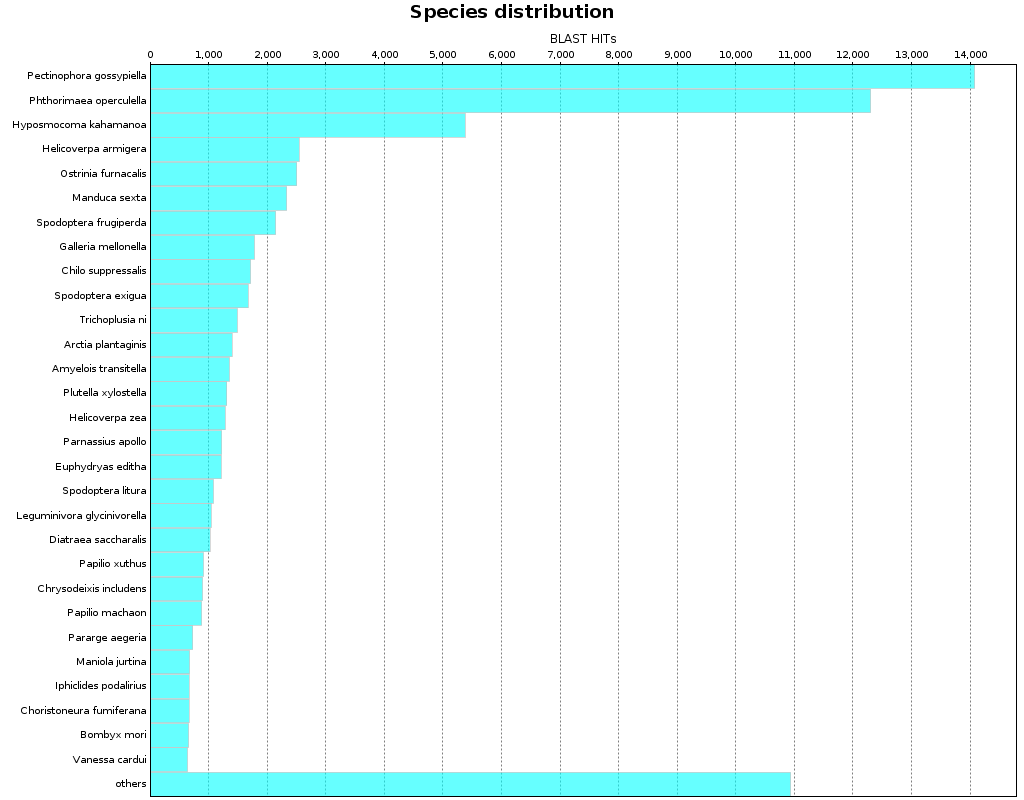 Species distribution
BLAST HITs
0 1,000 2,000 3,000 4,000 5,000 6,000 7,000 8,000 9,000 10,000 11,000 12,000 13,000 14,000
Pectinophora gossypiella
Phthorimaea operculella
Hyposmocoma kahamanoa
Helicoverpa armigera
Ostrinia furnacalis
Manduca sexta
Spodoptera frugiperda
Galleria mellonella
Chilo suppressalis
Spodoptera exigua
Trichoplusia ni
Arctia plantaginis
Amyelois transitella
Plutella xylostella
Helicoverpa zea
Parnassius apollo
Euphydryas editha
Spodoptera litura
Leguminivora glycinivorella
Diatraea saccharalis
Papilio xuthus
Chrysodeixis includens
Papilio machaon
Pararge aegeria
Maniola jurtina
Iphiclides podalirius
Choristoneura fumiferana
Bombyx mori
Vanessa cardui
others